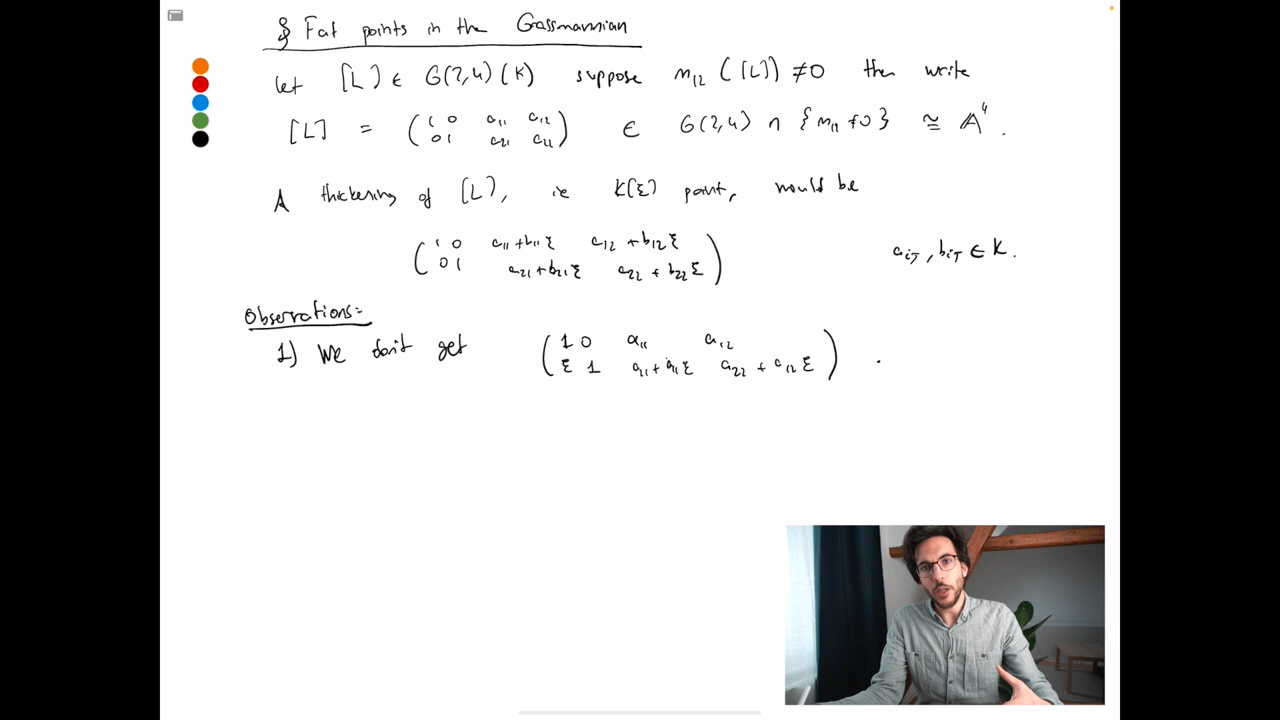 § Fat points in the Grassmannian
Let [L] ∈ G(2,4)(K) suppose m₁₂([L]) ≠ 0 then write
[L] = ( 1 0 a₁₁ a₁₂ ∈ G(2,4) ∩ {m₁₂ ≠ 0} ≅ 𝔸⁴.
0 1 a₂₁ a₂₂ )
A thickening of [L], ie K[ε] point, would be
( 1 0 a₁₁+b₁₁ε a₁₂+b₁₂ε
0 1 a₂₁+b₂₁ε a₂₂+b₂₂ε ) aᵢⱼ, bᵢⱼ ∈ K.
Observations:
1) We don't get ( 1 0 a₁₁ a₁₂
ε 1 a₂₁+a₁₁ε a₂₂+a₁₂ε ) .